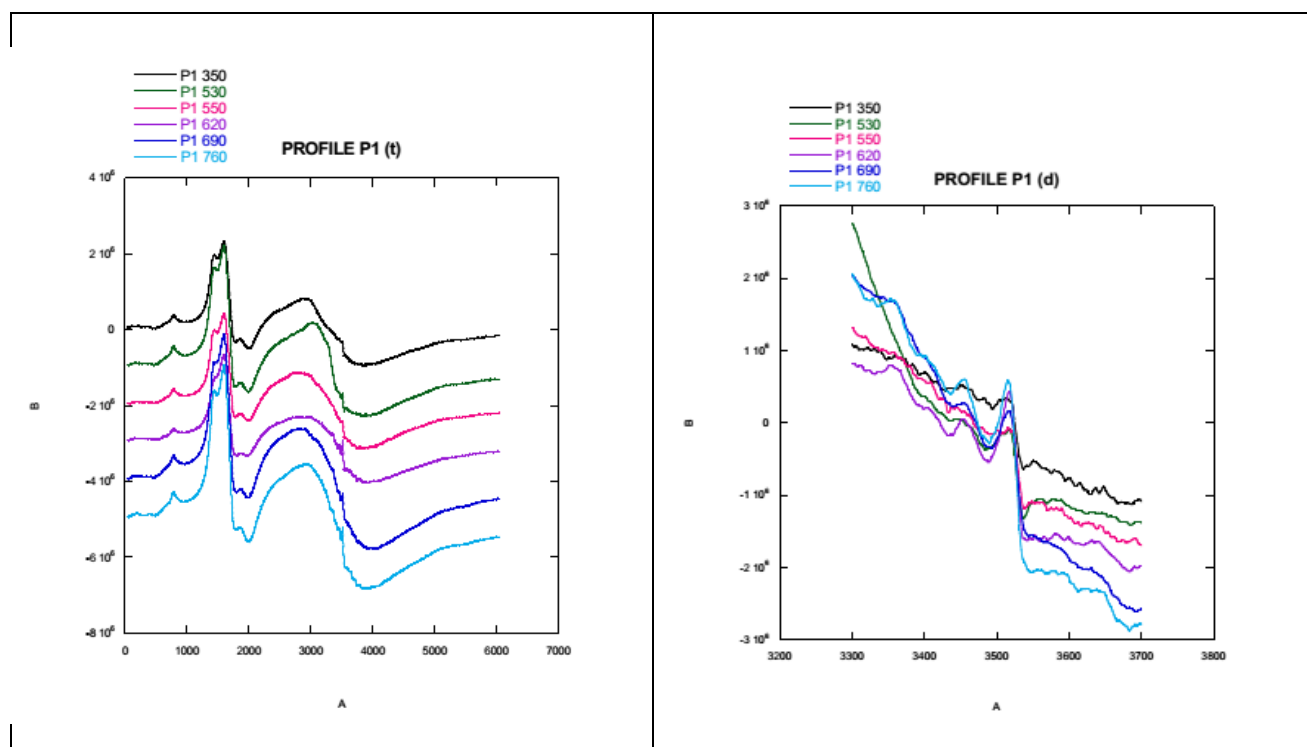 P1 350
P1 530
P1 550
P1 620
P1 690
P1 760
PROFILE P1 (t)
4 10⁶
2 10⁶
0
-2 10⁶
-4 10⁶
-6 10⁶
-8 10⁶
B
0 1000 2000 3000 4000 5000 6000 7000
A
P1 350
P1 530
P1 550
P1 620
P1 690
P1 760
PROFILE P1 (d)
3 10⁶
2 10⁶
1 10⁶
0
-1 10⁶
-2 10⁶
-3 10⁶
B
3200 3300 3400 3500 3600 3700 3800
A